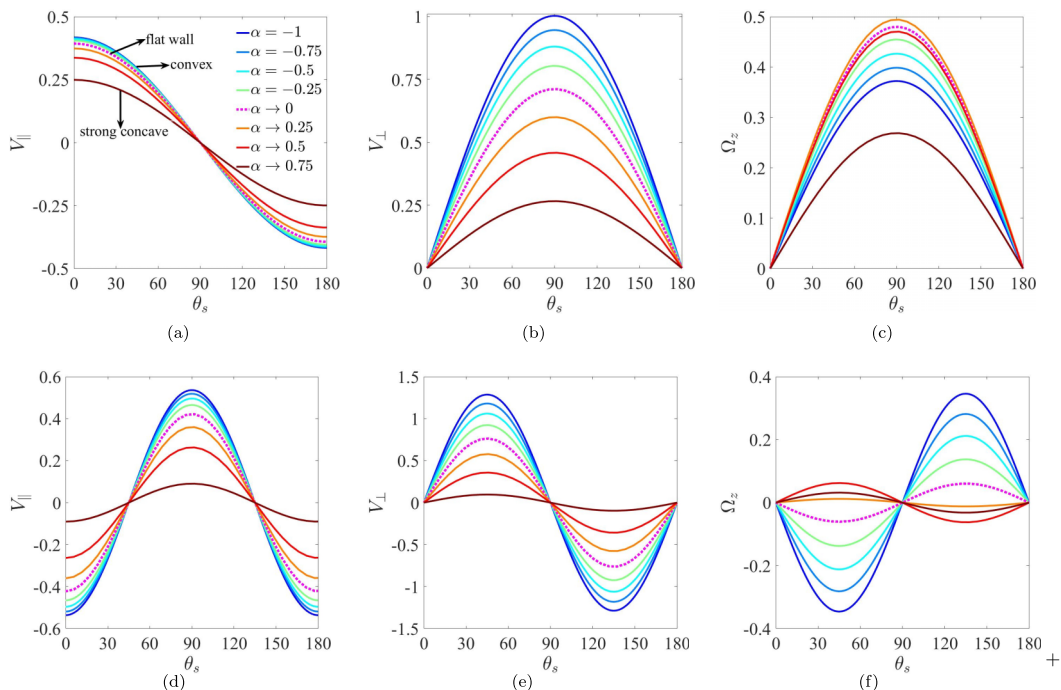 0.5
0.25
0
-0.25
-0.5
V∥
flat wall
convex
strong concave
α = −1
α = −0.75
α = −0.5
α = −0.25
α → 0
α → 0.25
α → 0.5
α → 0.75
0 30 60 90 120 150 180
θs
(a)
1
0.75
0.5
0.25
0
V⊥
0 30 60 90 120 150 180
θs
(b)
0.5
0.4
0.3
0.2
0.1
0
Ωz
0 30 60 90 120 150 180
θs
(c)
0.6
0.4
0.2
0
-0.2
-0.4
-0.6
V∥
0 30 60 90 120 150 180
θs
(d)
1.5
1
0.5
0
-0.5
-1
-1.5
V⊥
0 30 60 90 120 150 180
θs
(e)
0.4
0.2
0
-0.2
-0.4
Ωz
0 30 60 90 120 150 180
θs
(f)
+